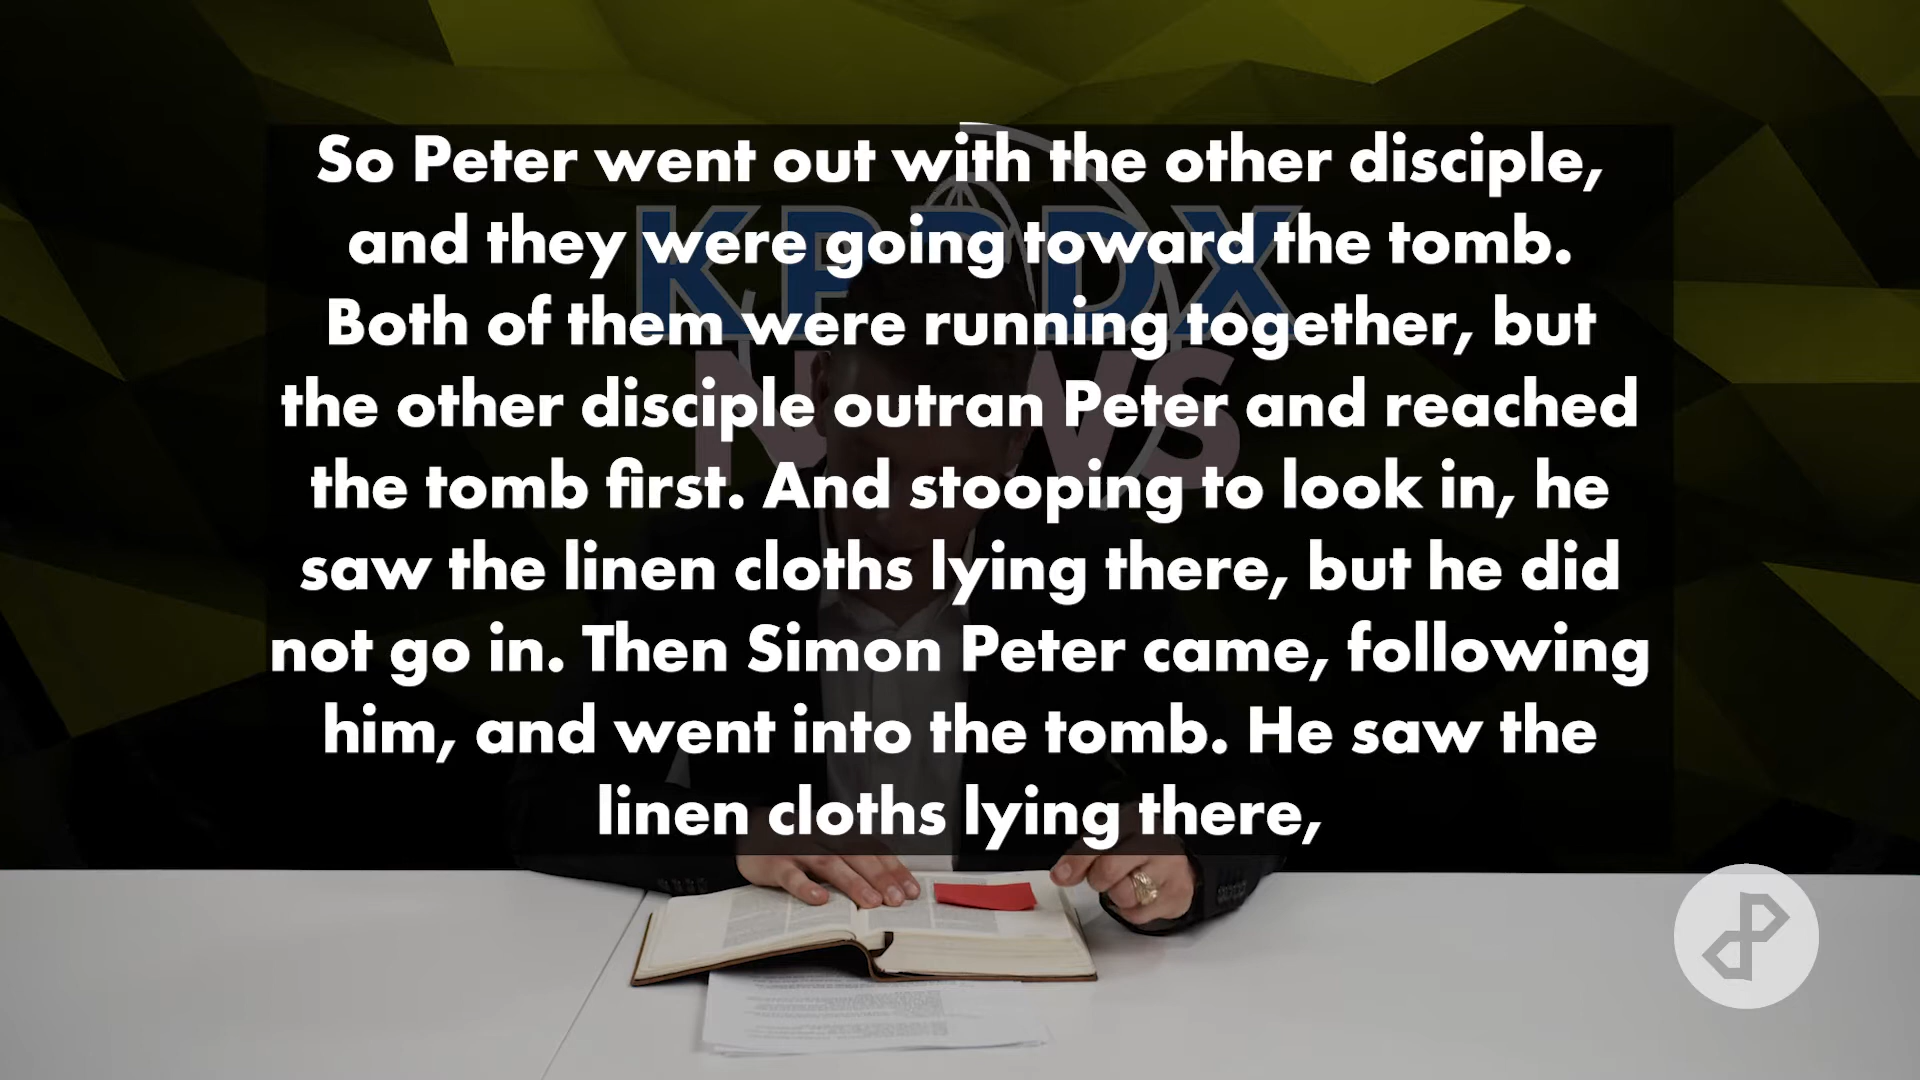 So Peter went out with the other disciple,
and they were going toward the tomb.
Both of them were running together, but
the other disciple outran Peter and reached
the tomb first. And stooping to look in, he
saw the linen cloths lying there, but he did
not go in. Then Simon Peter came, following
him, and went into the tomb. He saw the
linen cloths lying there,